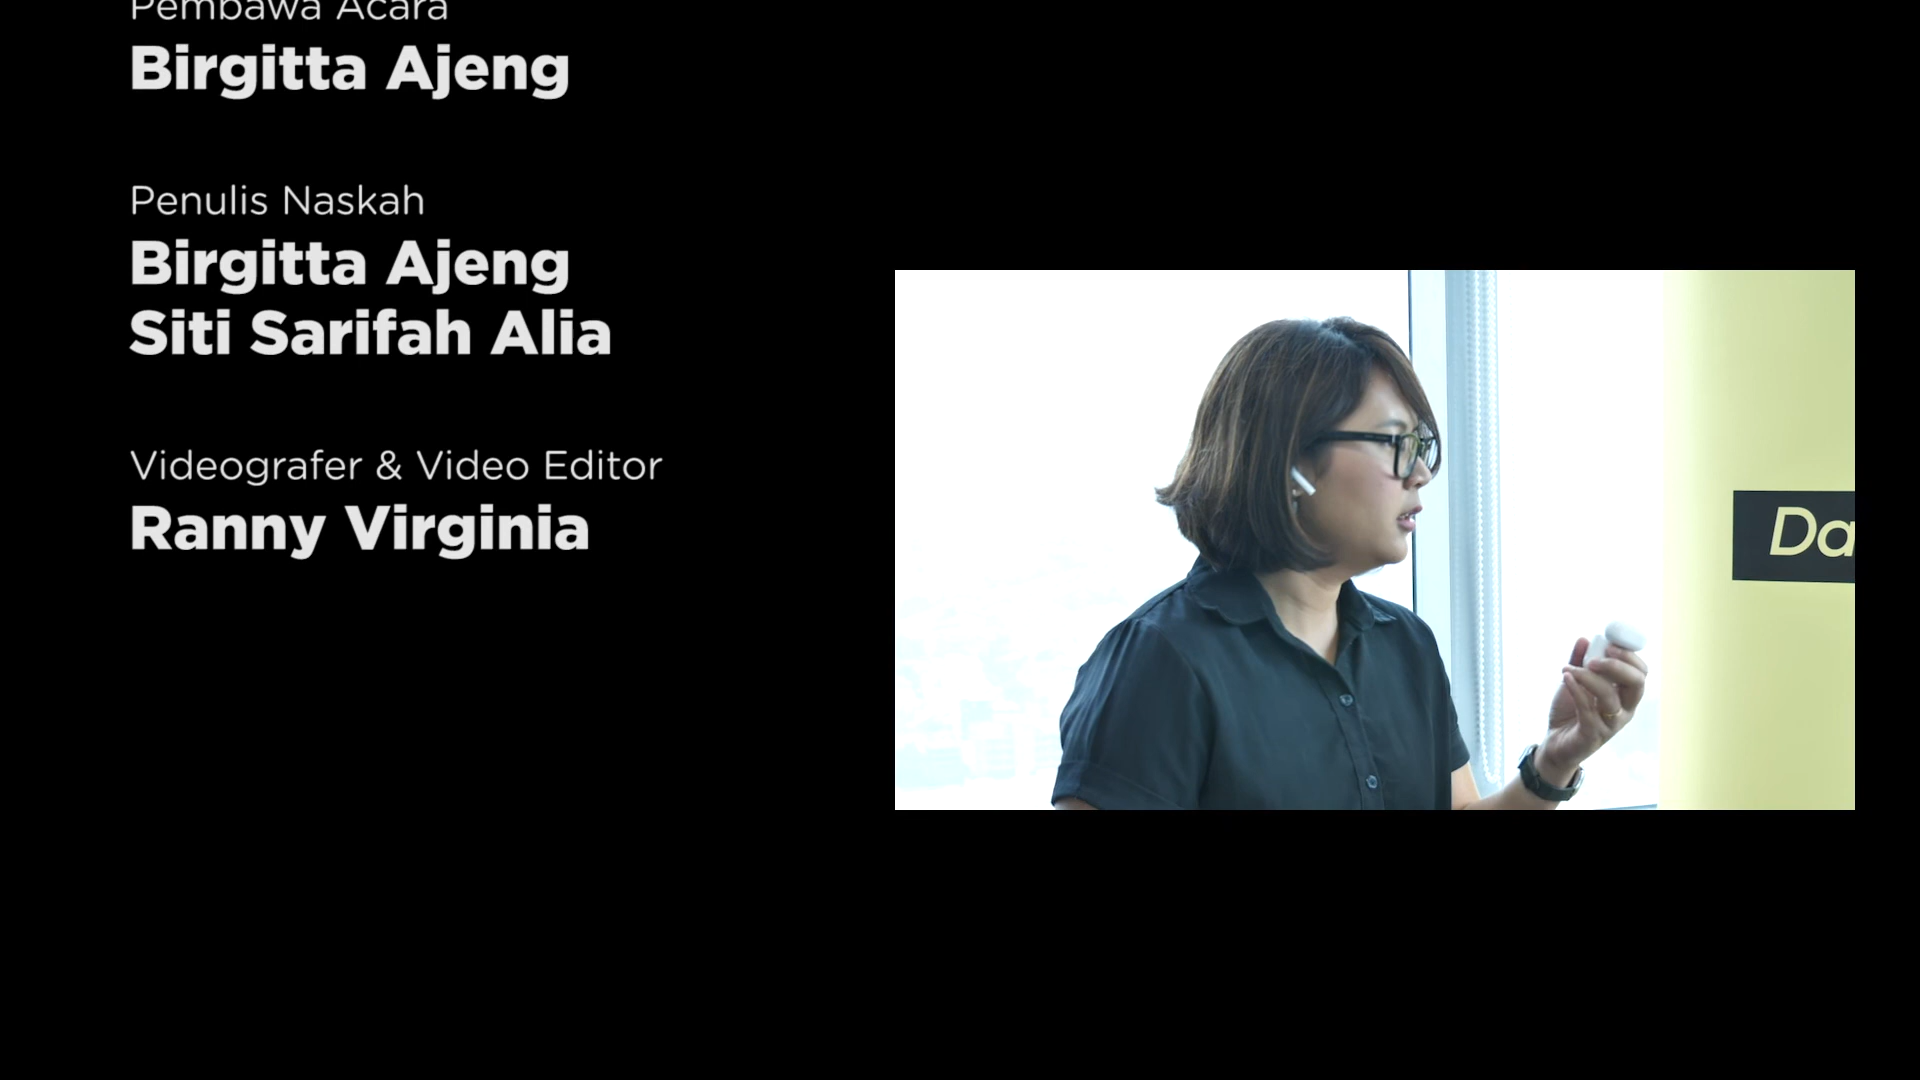 Pembawa Acara
Birgitta Ajeng
Penulis Naskah
Birgitta Ajeng
Siti Sarifah Alia
Videografer & Video Editor
Ranny Virginia
Da